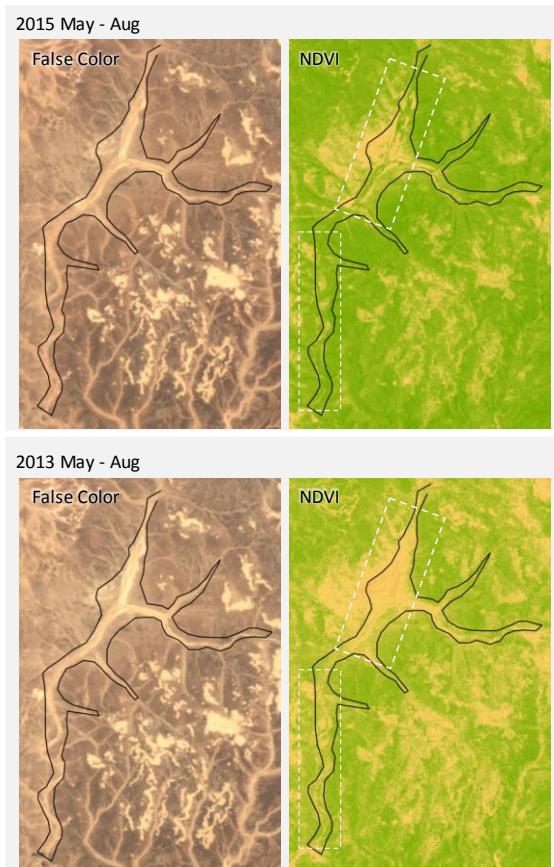 2015 May - Aug
False Color
NDVI
2013 May - Aug
False Color
NDVI